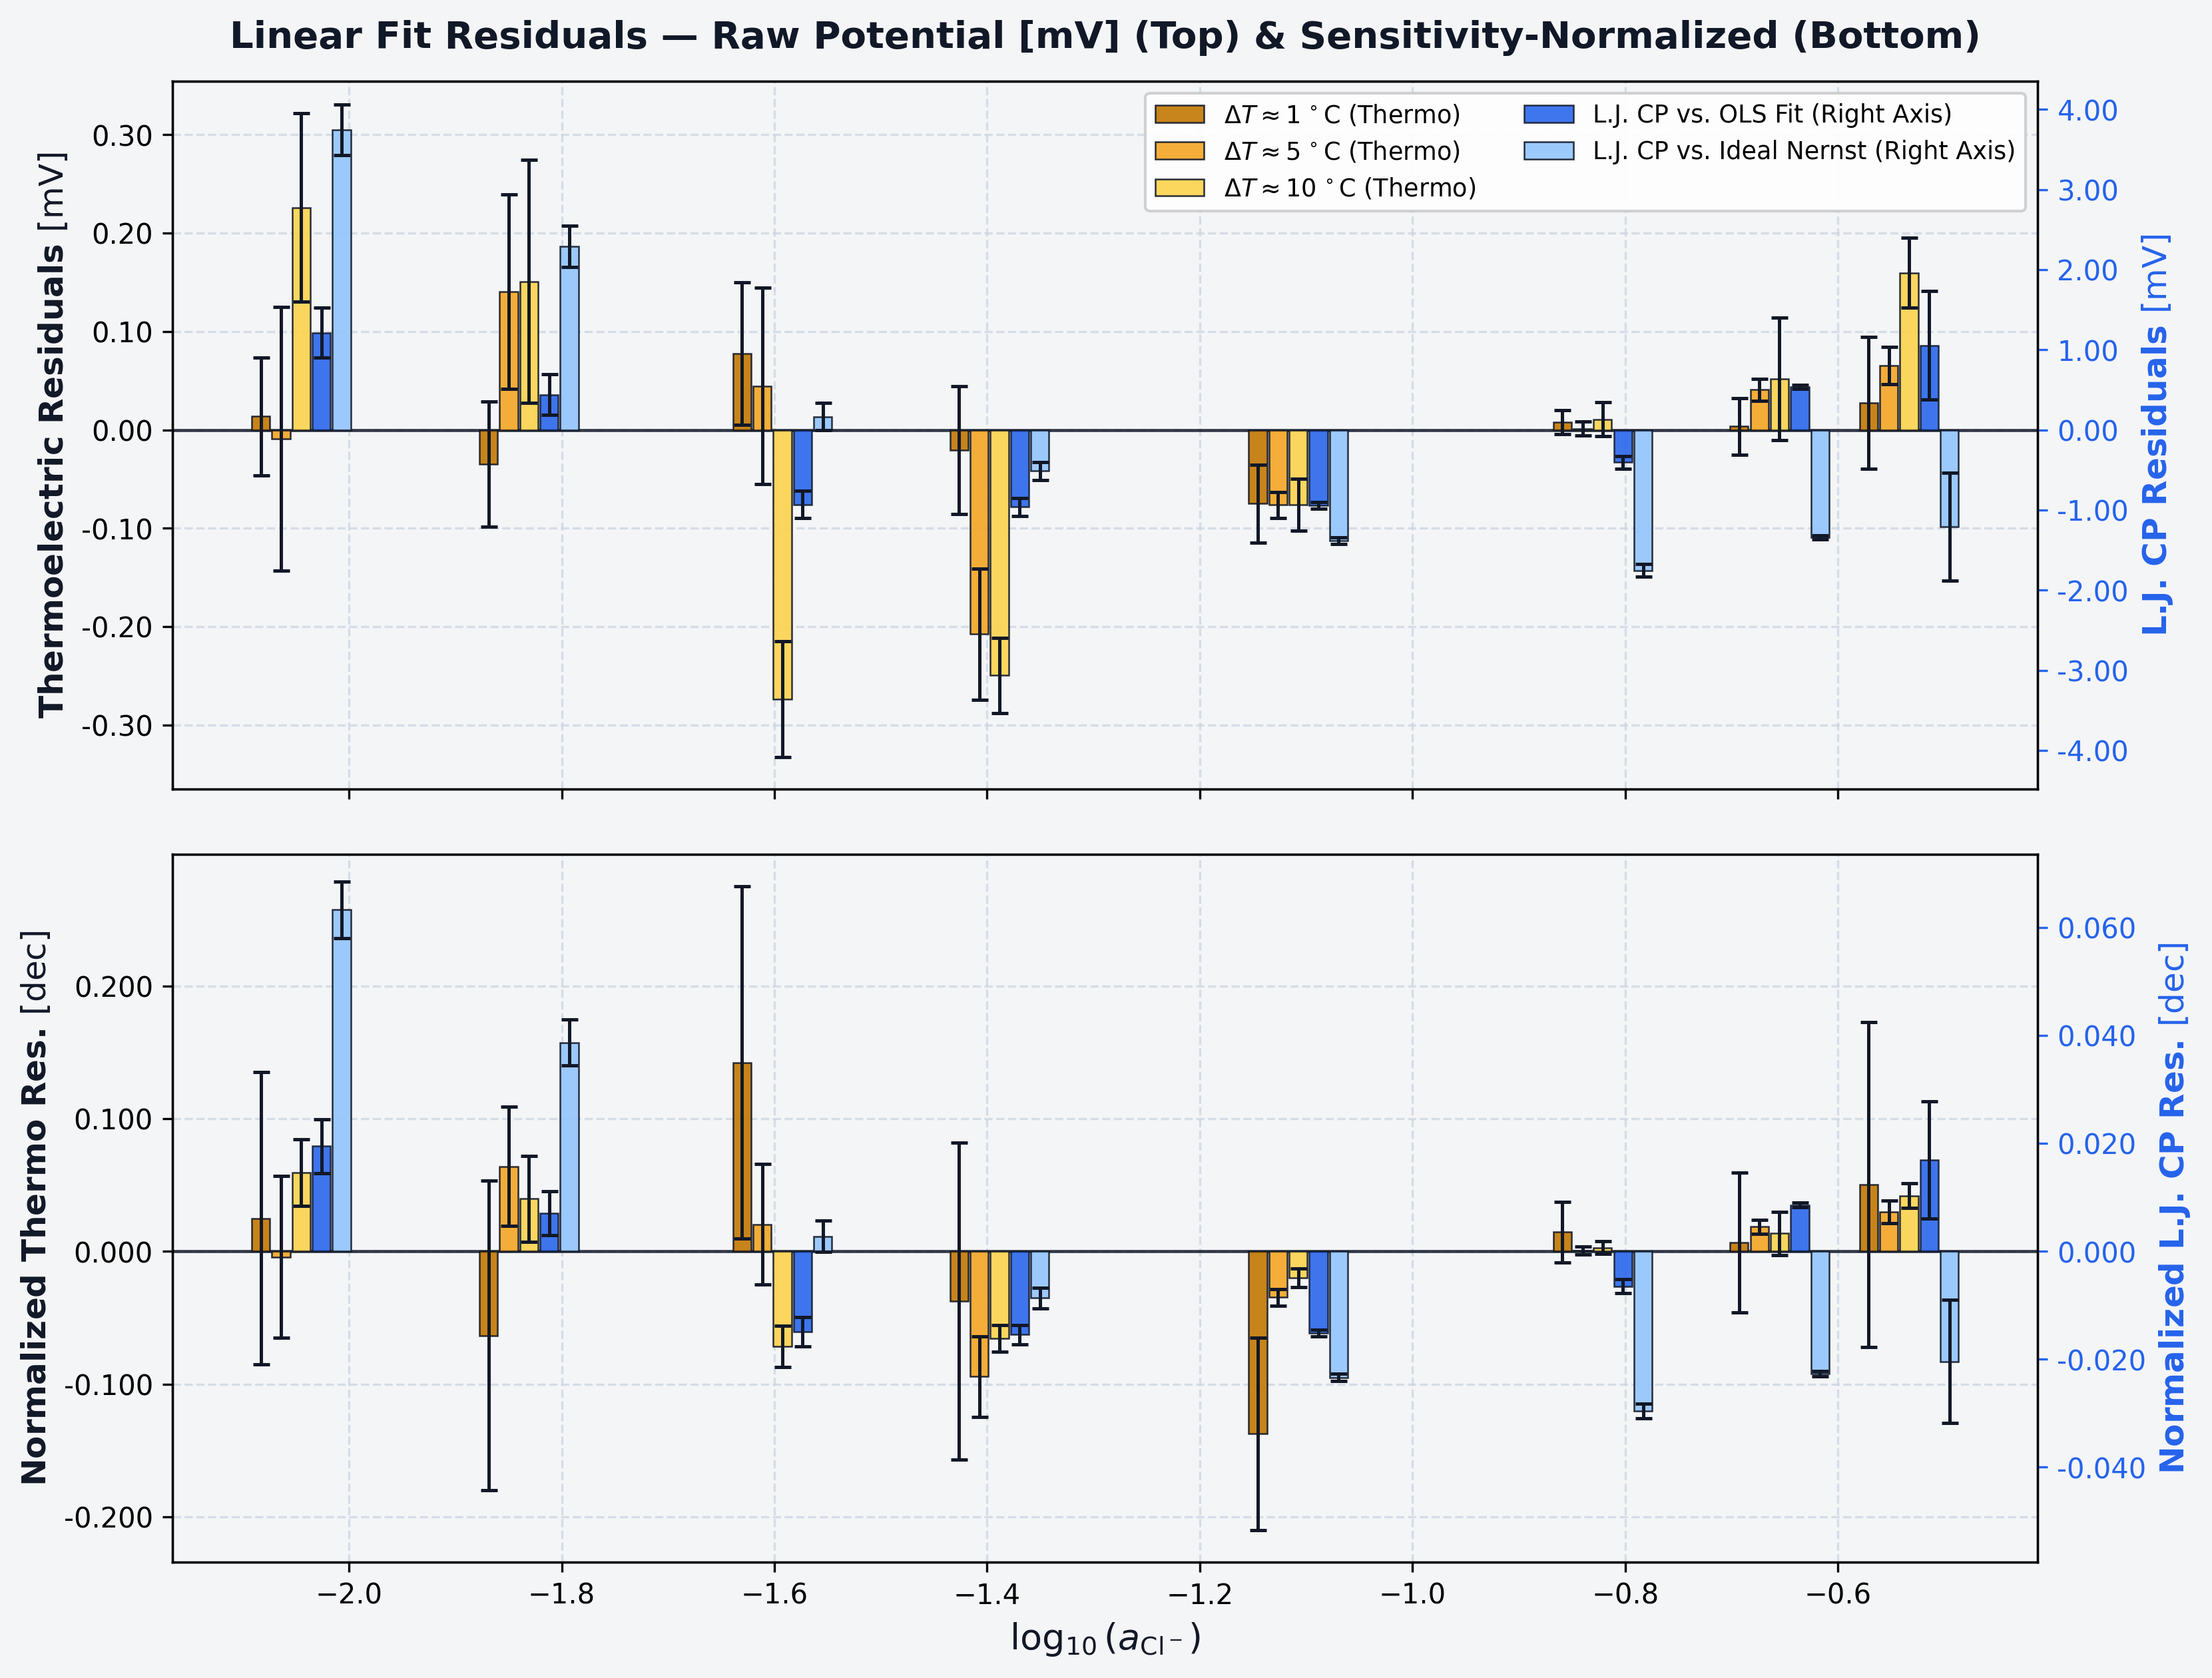 Linear Fit Residuals — Raw Potential [mV] (Top) & Sensitivity-Normalized (Bottom)
Thermoelectric Residuals [mV]
0.30
0.20
0.10
0.00
-0.10
-0.20
-0.30
ΔT ≈ 1 °C (Thermo)
ΔT ≈ 5 °C (Thermo)
ΔT ≈ 10 °C (Thermo)
L.J. CP vs. OLS Fit (Right Axis)
L.J. CP vs. Ideal Nernst (Right Axis)
4.00
3.00
2.00
1.00
0.00
-1.00
-2.00
-3.00
-4.00
L.J. CP Residuals [mV]
Normalized Thermo Res. [dec]
0.200
0.100
0.000
-0.100
-0.200
0.060
0.040
0.020
0.000
-0.020
-0.040
Normalized L.J. CP Res. [dec]
−2.0 −1.8 −1.6 −1.4 −1.2 −1.0 −0.8 −0.6
log₁₀ (a_Cl⁻)